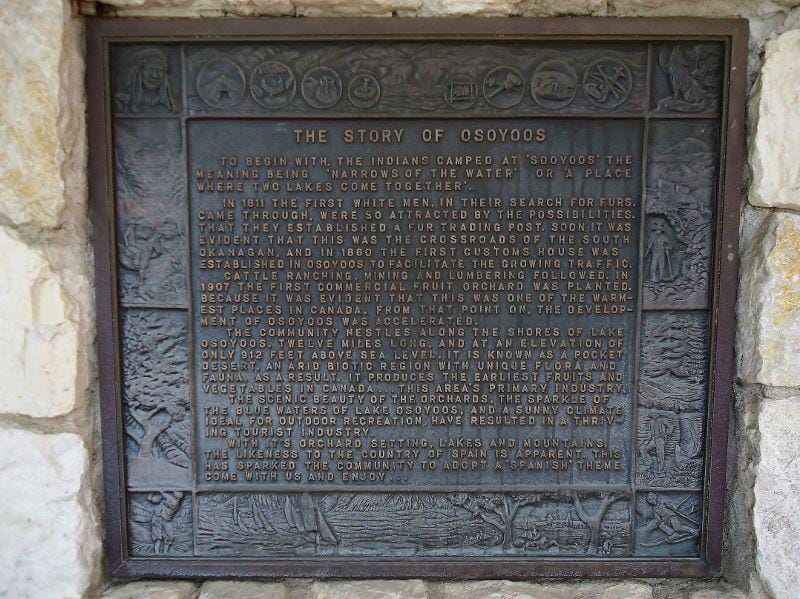 THE STORY OF OSOYOOS
TO BEGIN WITH, THE INDIANS CAMPED AT 'SOOYOOS' THE
MEANING BEING 'NARROWS OF THE WATER' OR 'A PLACE
WHERE TWO LAKES COME TOGETHER'.
IN 1811 THE FIRST WHITE MEN, IN THEIR SEARCH FOR FURS,
CAME THROUGH, WERE SO ATTRACTED BY THE POSSIBILITIES,
THAT THEY ESTABLISHED A FUR TRADING POST. SOON IT WAS
EVIDENT THAT THIS WAS THE CROSSROADS OF THE SOUTH
OKANAGAN, AND IN 1860 THE FIRST CUSTOMS HOUSE WAS
ESTABLISHED IN OSOYOOS TO FACILITATE THE GROWING TRAFFIC.
CATTLE RANCHING, MINING AND LUMBERING FOLLOWED. IN
1907 THE FIRST COMMERCIAL FRUIT ORCHARD WAS PLANTED.
BECAUSE IT WAS EVIDENT THAT THIS WAS ONE OF THE WARM-
EST PLACES IN CANADA, FROM THAT POINT ON, THE DEVELOP-
MENT OF OSOYOOS WAS ACCELERATED.
THE COMMUNITY NESTLES ALONG THE SHORES OF LAKE
OSOYOOS, TWELVE MILES LONG, AND AT AN ELEVATION OF
ONLY 912 FEET ABOVE SEA LEVEL. IT IS KNOWN AS A POCKET
DESERT, AN ARID BIOTIC REGION WITH UNIQUE FLORA AND
FAUNA. AS A RESULT, IT PRODUCES THE EARLIEST FRUITS AND
VEGETABLES IN CANADA... THIS AREA'S PRIMARY INDUSTRY.
THE SCENIC BEAUTY OF THE ORCHARDS, THE SPARKLE OF
THE BLUE WATERS OF LAKE OSOYOOS, AND A SUNNY CLIMATE
IDEAL FOR OUTDOOR RECREATION, HAVE RESULTED IN A THRIV-
ING TOURIST INDUSTRY.
WITH IT'S ORCHARD SETTING, LAKES AND MOUNTAINS,
THE LIKENESS TO THE COUNTRY OF SPAIN IS APPARENT. THIS
HAS SPARKED THE COMMUNITY TO ADOPT A 'SPANISH' THEME.
COME WITH US AND ENJOY...